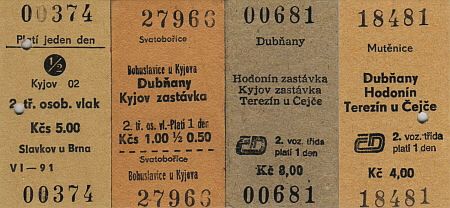 00374
Platí jeden den
1/2
Kyjov 02
2. tř. osob. vlak
Kčs 5.00
Slavkov u Brna
VI-91
00374
27966
Svatobořice
Bohuslavice u Kyjova
Dubňany
Kyjov zastávka
2. tř. os. vl.-Platí 1 den
Kčs 1.00 ½ 0.50
Svatobořice
Bohuslavice u Kyjova
27966
00681
Dubňany
Hodonín zastávka
Kyjov zastávka
Terezín u Čejče
ČD 2. voz. třída
platí 1 den
Kč 8,00
00681
18481
Mutěnice
Dubňany
Hodonín
Terezín u Čejče
ČD 2. voz. třída
platí 1 den
Kč 4,00
18481